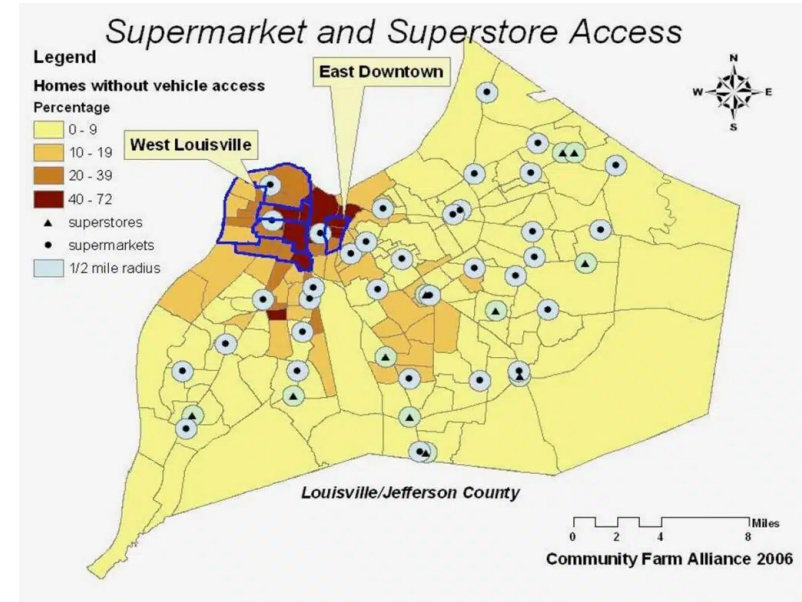 Supermarket and Superstore Access
Legend
Homes without vehicle access
Percentage
0 - 9
10 - 19
20 - 39
40 - 72
superstores
supermarkets
1/2 mile radius
East Downtown
West Louisville
N
W
E
S
Louisville/Jefferson County
Miles
0 2 4 8
Community Farm Alliance 2006